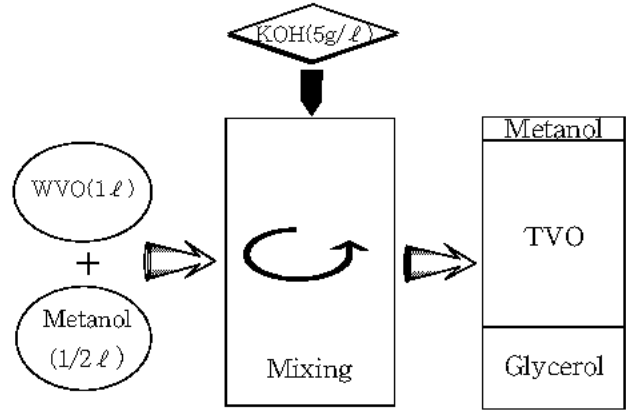 KOH(5g/ℓ)
WVO(1ℓ)
+
Metanol
(1/2ℓ)
Mixing
Metanol
TVO
Glycerol